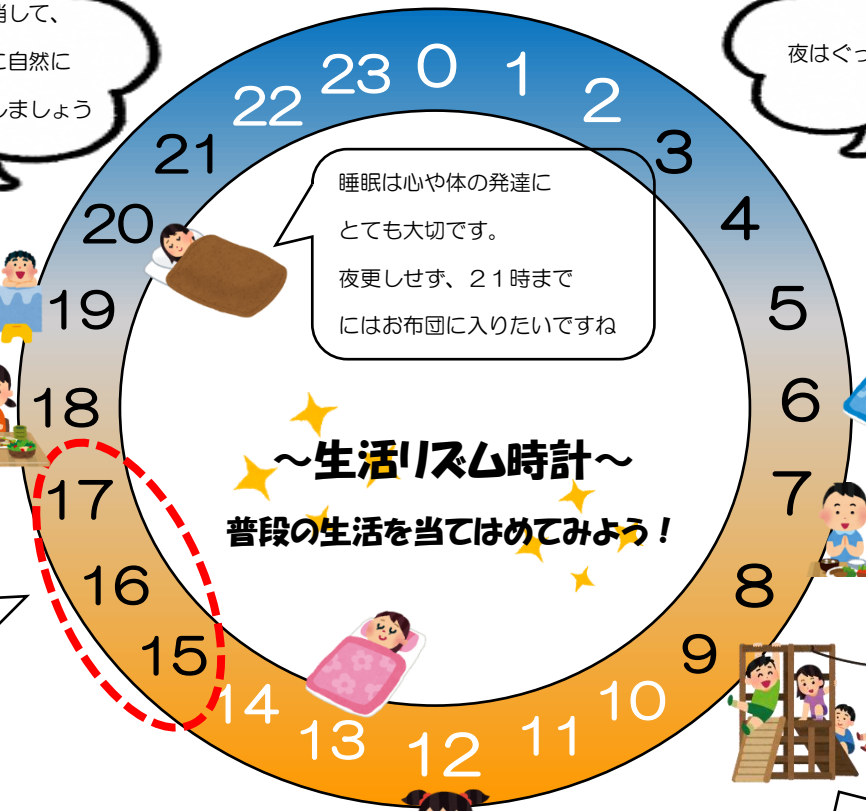 消して、
に自然に
しましょう
夜はぐっ
0
1
2
3
4
5
6
7
8
9
10
11
12
13
14
15
16
17
18
19
20
21
22
23
睡眠は心や体の発達に
とても大切です。
夜更しせず、２１時まで
にはお布団に入りたいですね
～生活リズム時計～
普段の生活を当てはめてみよう！